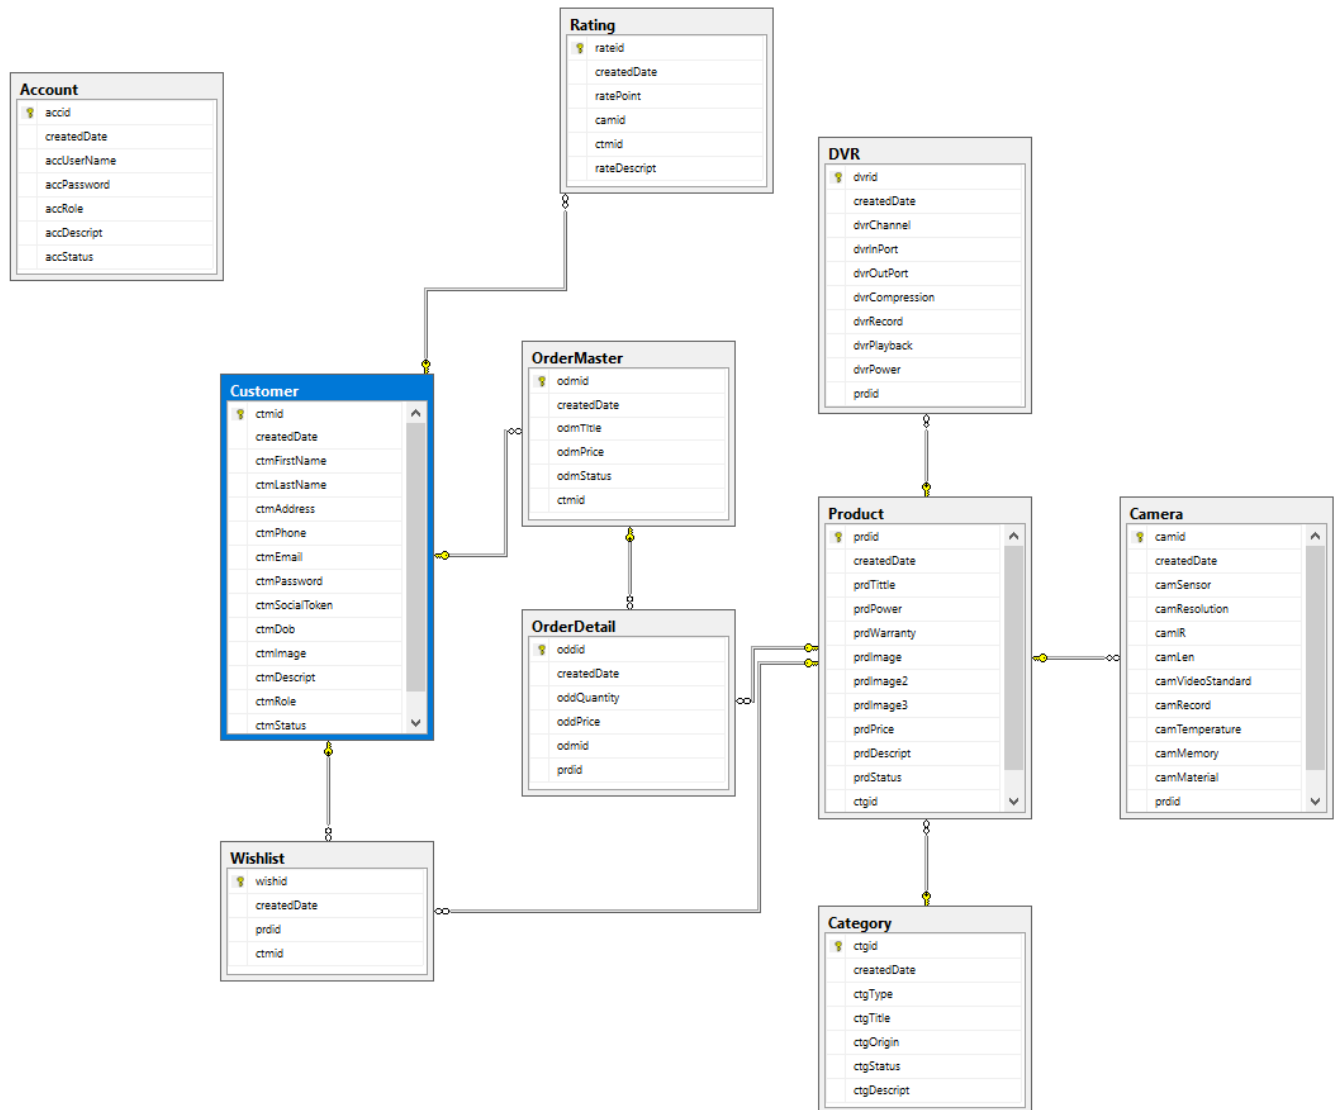 Rating
rateid
createdDate
ratePoint
camid
ctmid
rateDescript
Account
accid
createdDate
accUserName
accPassword
accRole
accDescript
accStatus
DVR
dvrid
createdDate
dvrChannel
dvrInPort
dvrOutPort
dvrCompression
dvrRecord
dvrPlayback
dvrPower
prdid
OrderMaster
odmid
createdDate
odmTitle
odmPrice
odmStatus
ctmid
Customer
ctmid
createdDate
ctmFirstName
ctmLastName
ctmAddress
ctmPhone
ctmEmail
ctmPassword
ctmSocialToken
ctmDob
ctmImage
ctmDescript
ctmRole
ctmStatus
Product
prdid
createdDate
prdTittle
prdPower
prdWarranty
prdImage
prdImage2
prdImage3
prdPrice
prdDescript
prdStatus
ctgid
Camera
camid
createdDate
camSensor
camResolution
camIR
camLen
camVideoStandard
camRecord
camTemperature
camMemory
camMaterial
prdid
OrderDetail
oddid
createdDate
oddQuantity
oddPrice
odmid
prdid
Wishlist
wishid
createdDate
prdid
ctmid
Category
ctgid
createdDate
ctgType
ctgTitle
ctgOrigin
ctgStatus
ctgDescript